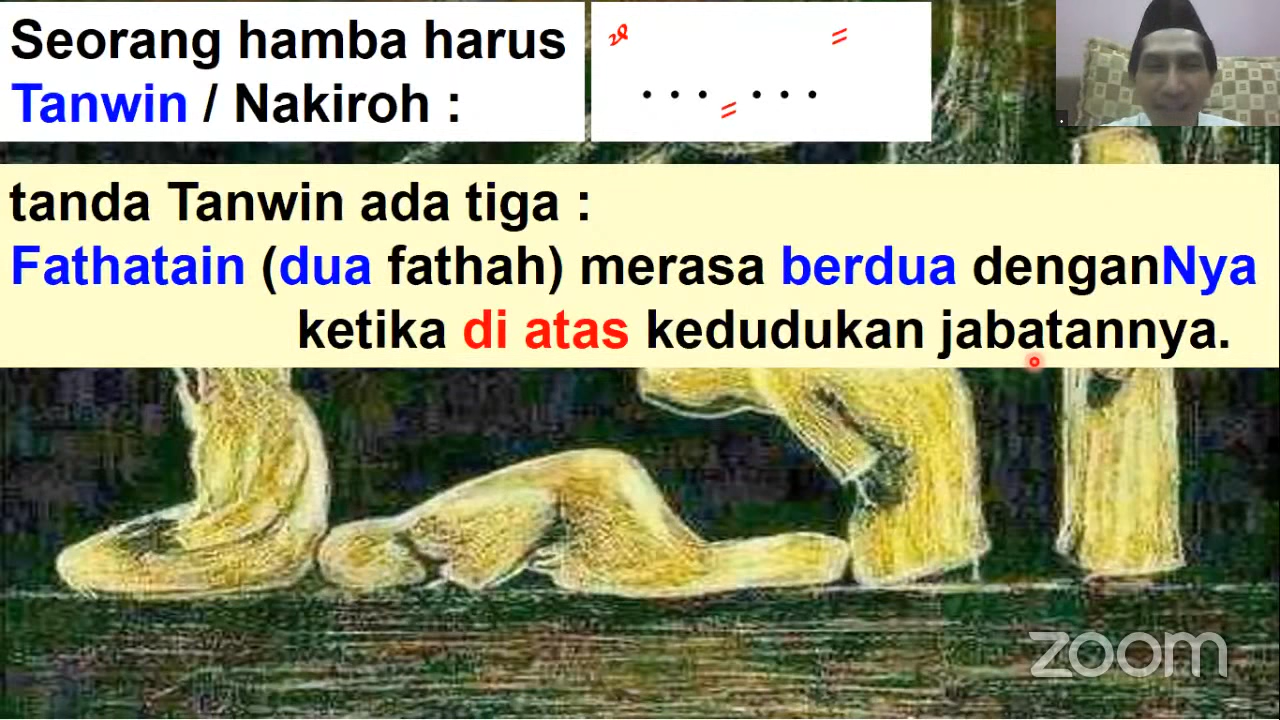 Seorang hamba harus
Tanwin / Nakiroh :
... ...
tanda Tanwin ada tiga :
Fathatain (dua fathah) merasa berdua denganNya
ketika di atas kedudukan jabatannya.
zoom